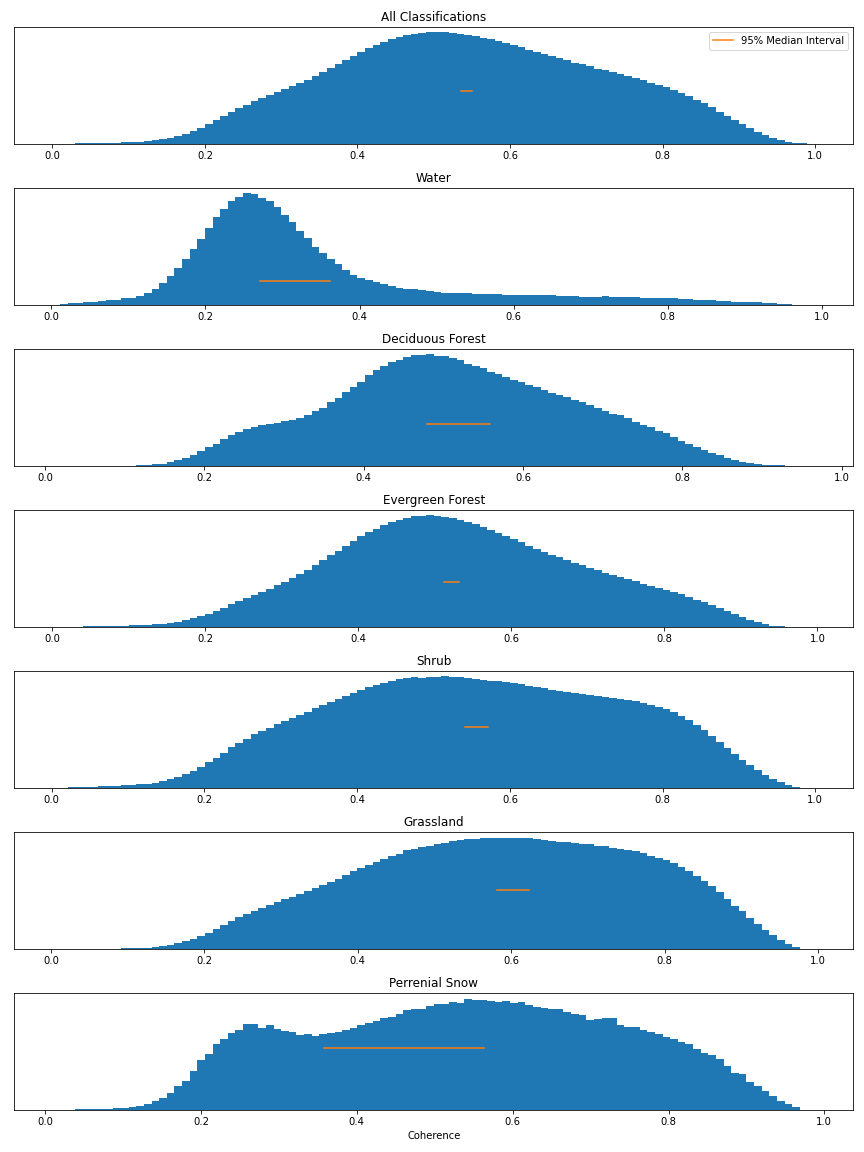 All Classifications
95% Median Interval
0.0 0.2 0.4 0.6 0.8 1.0
Water
0.0 0.2 0.4 0.6 0.8 1.0
Deciduous Forest
0.0 0.2 0.4 0.6 0.8 1.0
Evergreen Forest
0.0 0.2 0.4 0.6 0.8 1.0
Shrub
0.0 0.2 0.4 0.6 0.8 1.0
Grassland
0.0 0.2 0.4 0.6 0.8 1.0
Perrenial Snow
0.0 0.2 0.4 0.6 0.8 1.0
Coherence